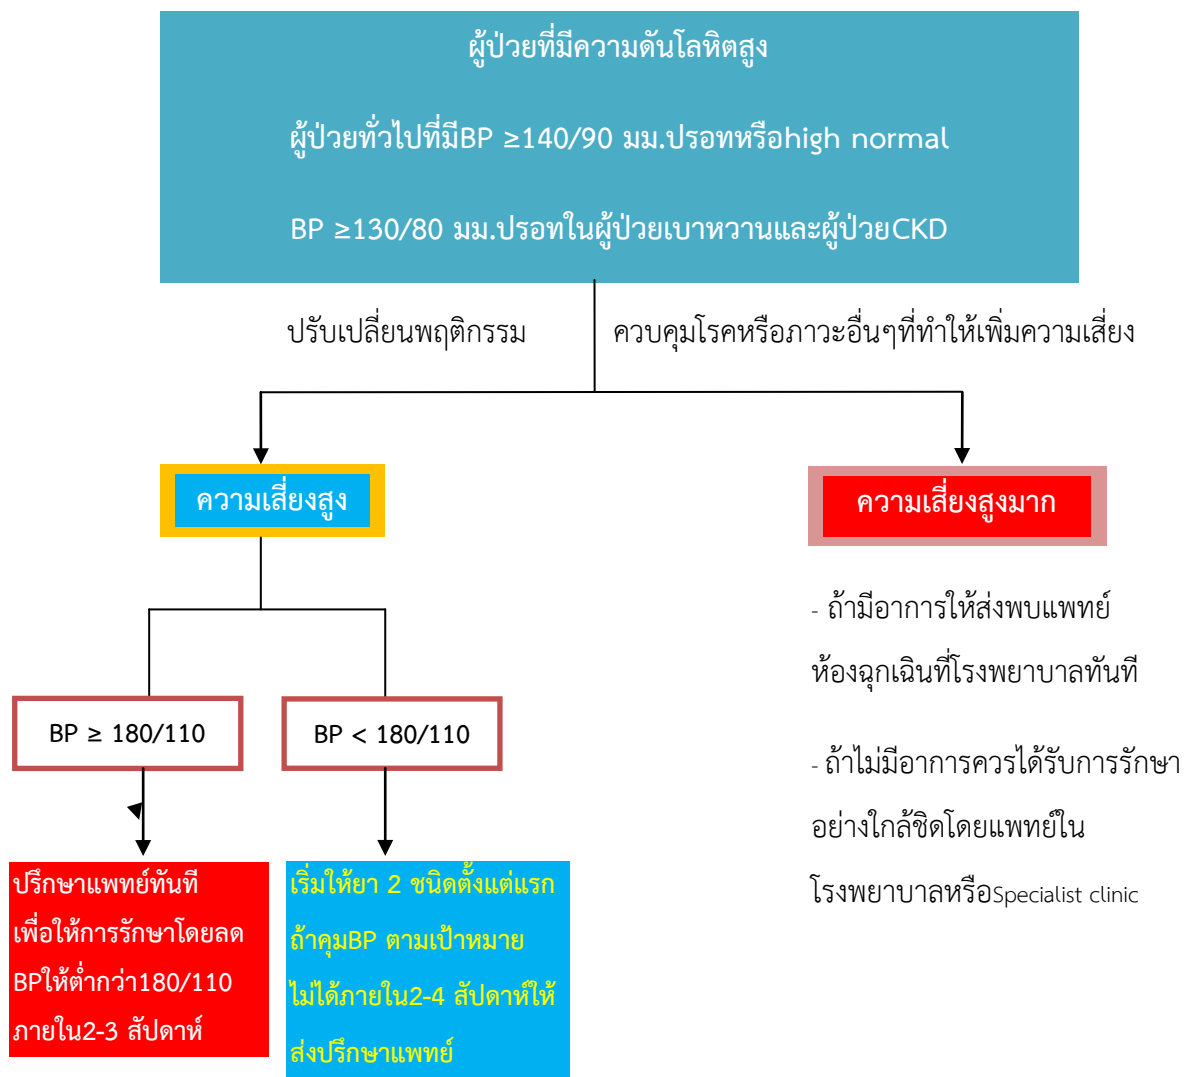 ผู้ป่วยที่มีความดันโลหิตสูง
ผู้ป่วยทั่วไปที่มีBP ≥140/90 มม.ปรอทหรือhigh normal
BP ≥130/80 มม.ปรอทในผู้ป่วยเบาหวานและผู้ป่วยCKD
ปรับเปลี่ยนพฤติกรรม
ควบคุมโรคหรือภาวะอื่นๆที่ทำให้เพิ่มความเสี่ยง
ความเสี่ยงสูง
ความเสี่ยงสูงมาก
- ถ้ามีอาการให้ส่งพบแพทย์
ห้องฉุกเฉินที่โรงพยาบาลทันที
- ถ้าไม่มีอาการควรได้รับการรักษา
อย่างใกล้ชิดโดยแพทย์ใน
โรงพยาบาลหรือSpecialist clinic
BP ≥ 180/110
BP < 180/110
ปรึกษาแพทย์ทันที
เพื่อให้การรักษาโดยลด
BPให้ต่ำกว่า180/110
ภายใน2-3 สัปดาห์
เริ่มให้ยา 2 ชนิดตั้งแต่แรก
ถ้าคุมBP ตามเป้าหมาย
ไม่ได้ภายใน2-4 สัปดาห์ให้
ส่งปรึกษาแพทย์